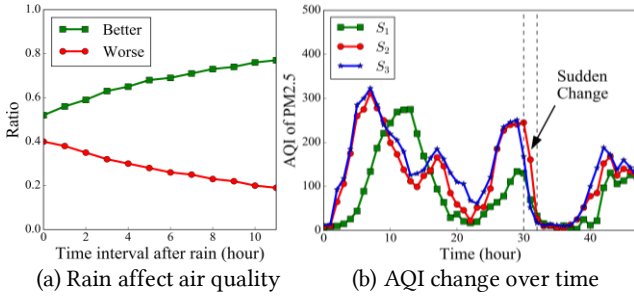 1.0
0.8
0.6
0.4
0.2
0.0
Ratio
Better
Worse
0 2 4 6 8 10
Time interval after rain (hour)
(a) Rain affect air quality
500
400
300
200
100
0
AQI of PM2.5
S1
S2
S3
Sudden
Change
0 10 20 30 40
Time (hour)
(b) AQI change over time